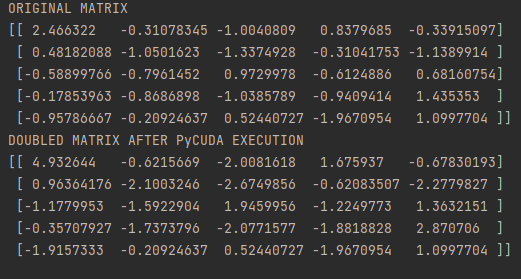 ORIGINAL MATRIX
[[ 2.466322   -0.31078345 -1.0040809   0.8379685  -0.33915097]
 [ 0.48182088 -1.0501623  -1.3374928  -0.31041753 -1.1389914 ]
 [-0.58899766 -0.7961452   0.9729978  -0.6124886   0.68160754]
 [-0.17853963 -0.8686898  -1.0385789  -0.9409414   1.435353  ]
 [-0.95786667 -0.20924637  0.52440727 -1.9670954   1.0997704 ]]
DOUBLED MATRIX AFTER PyCUDA EXECUTION
[[ 4.932644   -0.6215669  -2.0081618   1.675937   -0.67830193]
 [ 0.96364176 -2.1003246  -2.6749856  -0.62083507 -2.2779827 ]
 [-1.1779953  -1.5922904   1.9459956  -1.2249773   1.3632151 ]
 [-0.35707927 -1.7373796  -2.0771577  -1.8818828   2.870706  ]
 [-1.9157333  -0.20924637  0.52440727 -1.9670954   1.0997704 ]]